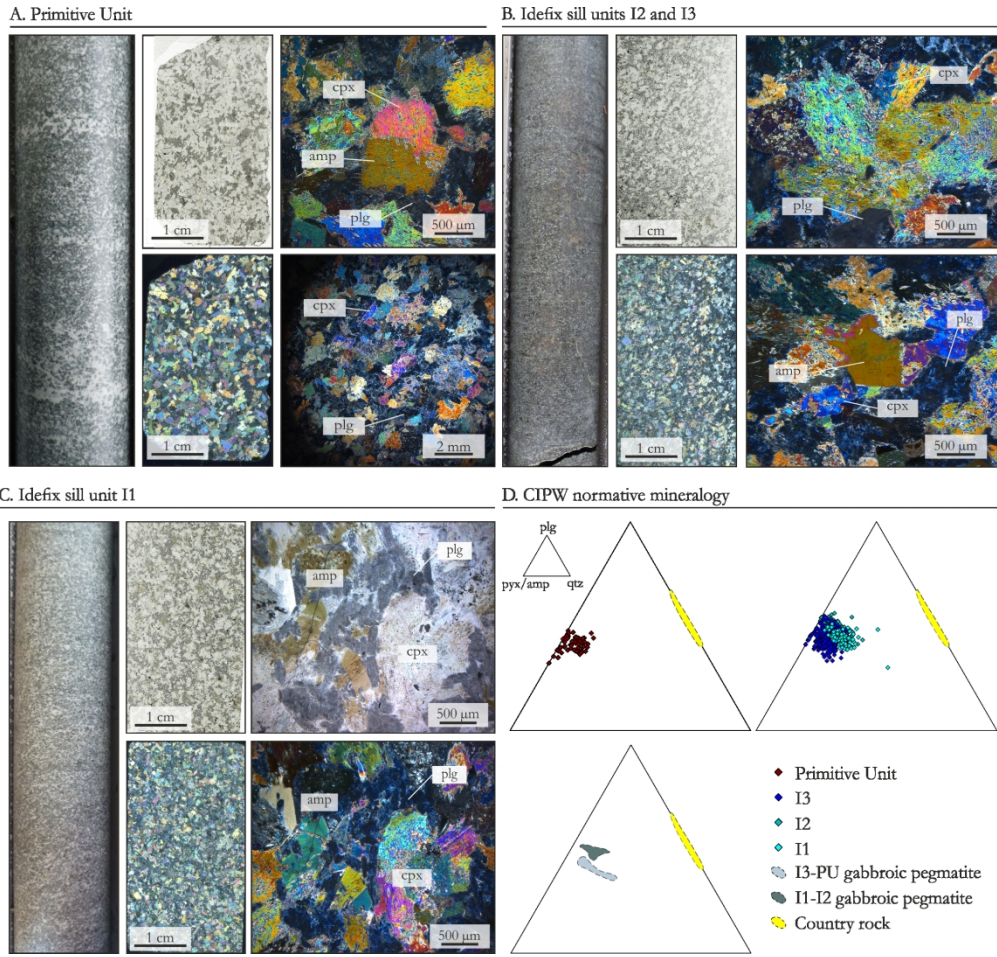 A. Primitive Unit
cpx
amp
plg
1 cm
500 µm
cpx
plg
1 cm
2 mm
B. Idefix sill units I2 and I3
cpx
plg
1 cm
500 µm
plg
amp
cpx
1 cm
500 µm
C. Idefix sill unit I1
amp
plg
cpx
1 cm
500 µm
plg
amp
cpx
1 cm
500 µm
D. CIPW normative mineralogy
plg
pyx/amp
qtz
Primitive Unit
I3
I2
I1
I3-PU gabbroic pegmatite
I1-I2 gabbroic pegmatite
Country rock